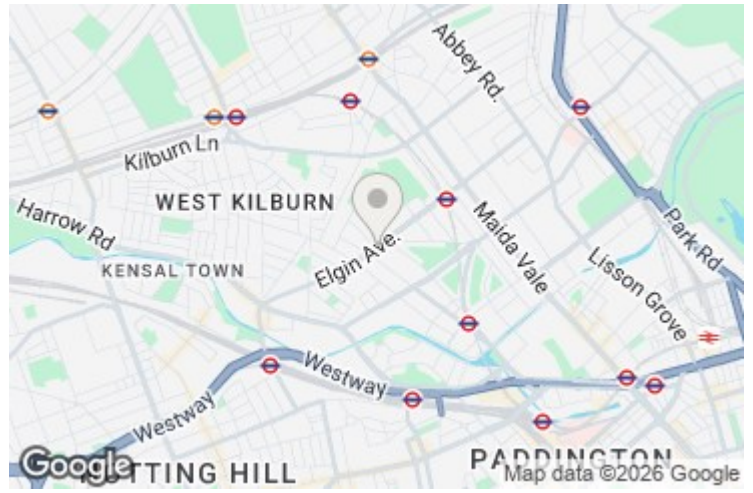 Abbey Rd.
Kilburn Ln
WEST KILBURN
Harrow Rd
Maida Vale
Park Rd
Elgin Ave.
KENSAL TOWN
Lisson Grove
Westway
Westway
PADDINGTON
Google
TTING HILL
Map data ©2026 Google